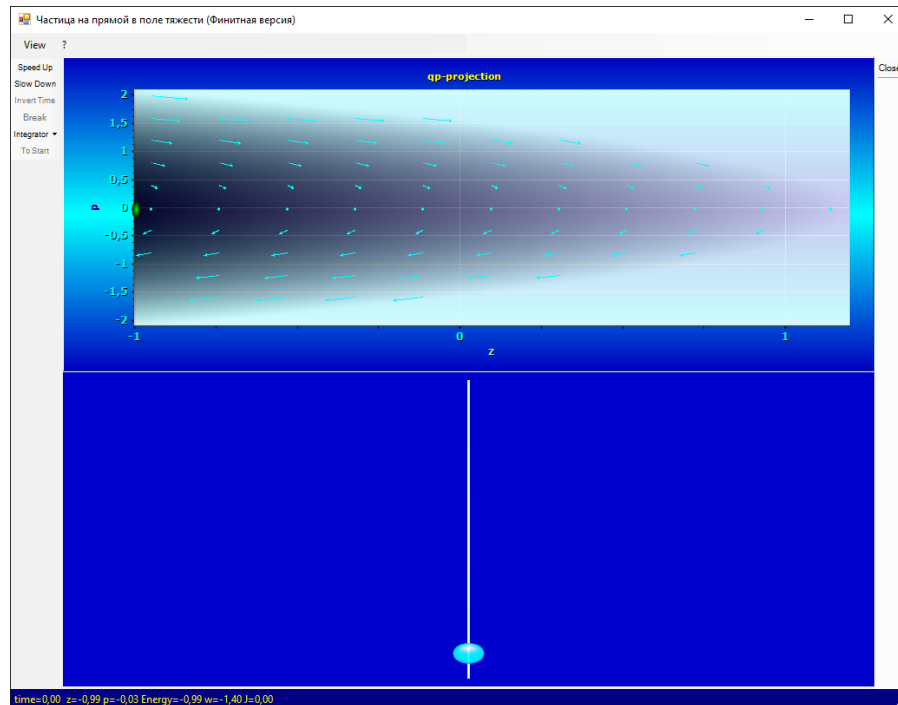 Частица на прямой в поле тяжести (Финитная версия)
View ?
Speed Up
Slow Down
Invert Time
Break
Integrator
To Start
Close
qp-projection
2
1,5
1
0,5
0
-0,5
-1
-1,5
-2
p
-1 0 1
z
time=0,00 z=-0,99 p=-0,03 Energy=-0,99 w=-1,40 J=0,00